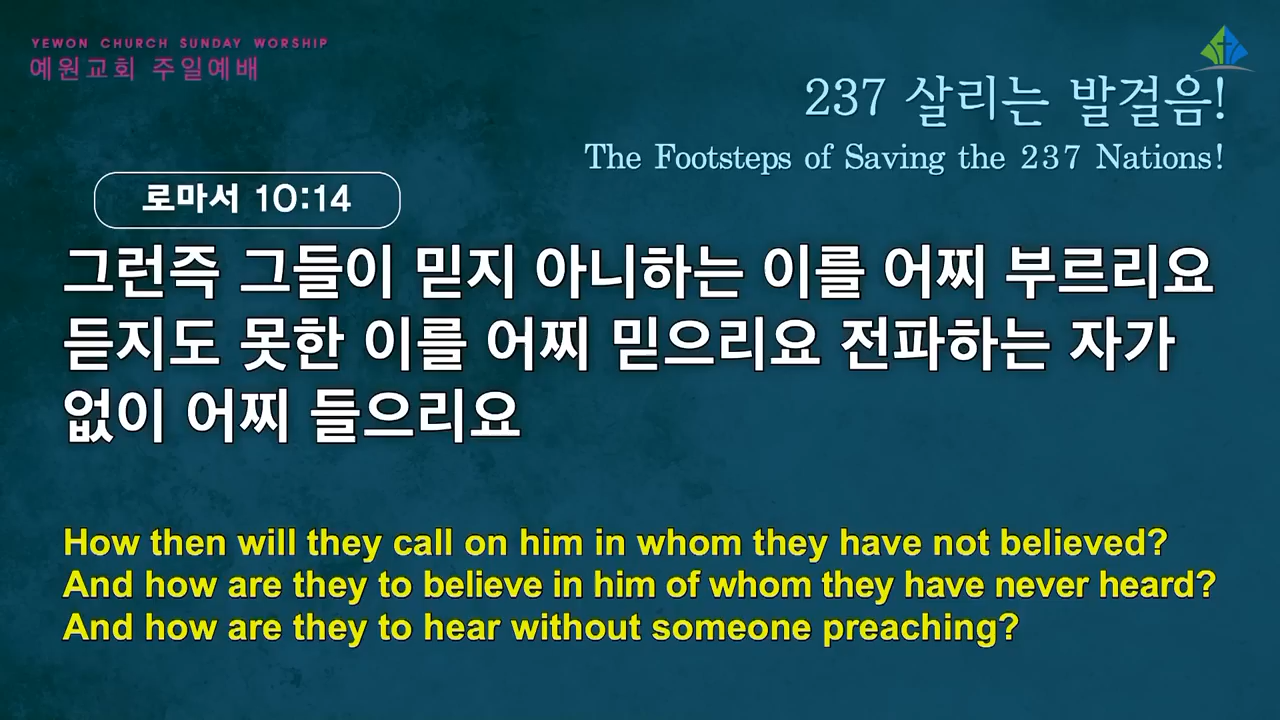 YEWON CHURCH SUNDAY WORSHIP
예원교회 주일예배
237 살리는 발걸음!
The Footsteps of Saving the 237 Nations!
로마서 10:14
그런즉 그들이 믿지 아니하는 이를 어찌 부르리요
듣지도 못한 이를 어찌 믿으리요 전파하는 자가
없이 어찌 들으리요
How then will they call on him in whom they have not believed?
And how are they to believe in him of whom they have never heard?
And how are they to hear without someone preaching?